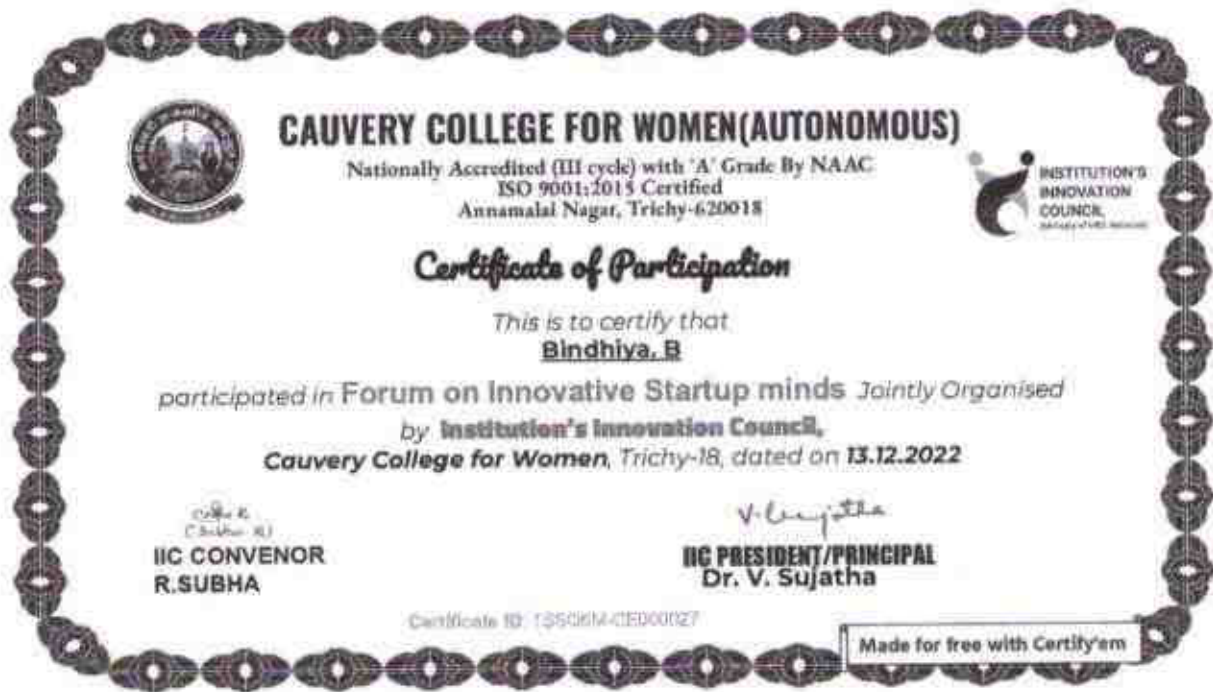 CAUVERY COLLEGE FOR WOMEN(AUTONOMOUS)
Nationally Accredited (III cycle) with 'A' Grade By NAAC
ISO 9001:2015 Certified
Annamalai Nagar, Trichy-620018
INSTITUTION'S
INNOVATION
COUNCIL
Certificate of Participation
This is to certify that
Bindhiya. B
participated in Forum on Innovative Startup minds Jointly Organised
by Institution's Innovation Council,
Cauvery College for Women, Trichy-18, dated on 13.12.2022
V. Sujatha
IIC CONVENOR
R.SUBHA
IIC PRESIDENT/PRINCIPAL
Dr. V. Sujatha
Certificate ID:
Made for free with Certify'em